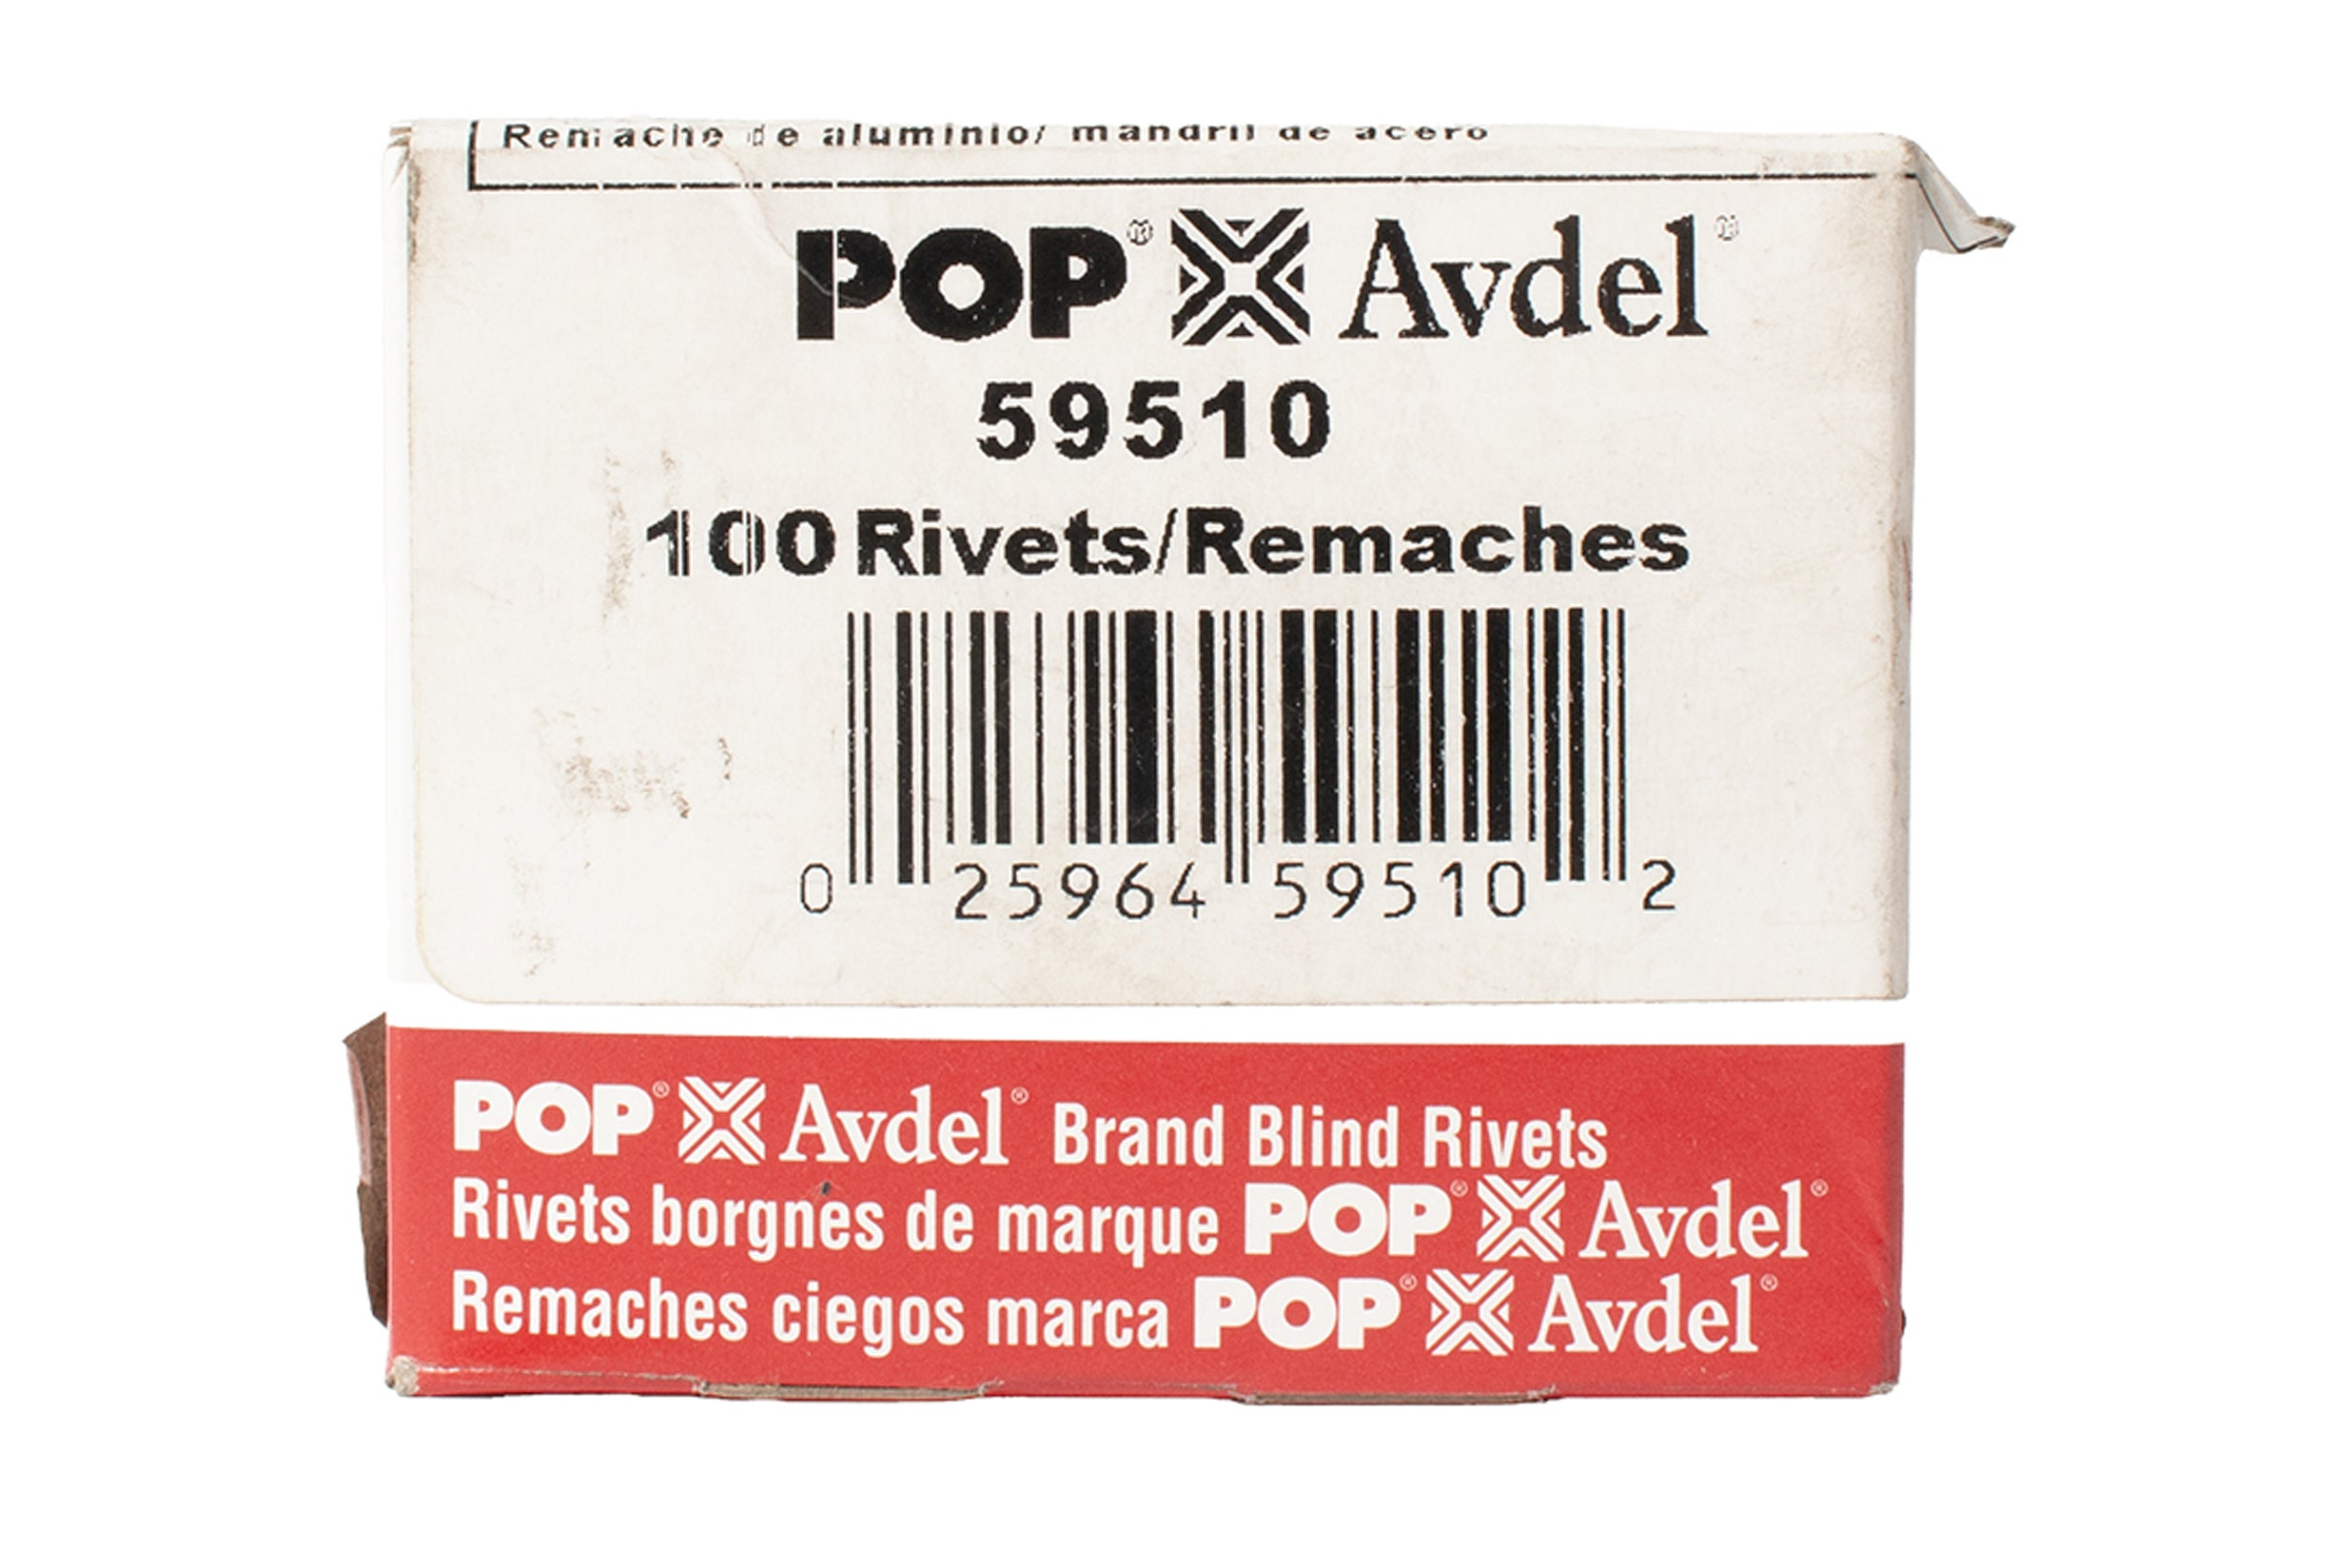 Remache de aluminio/ mandril de acero
POP® Avdel®
59510
100 Rivets/Remaches
0 25964 59510 2
POP® Avdel® Brand Blind Rivets
Rivets borgnes de marque POP® Avdel®
Remaches ciegos marca POP® Avdel®